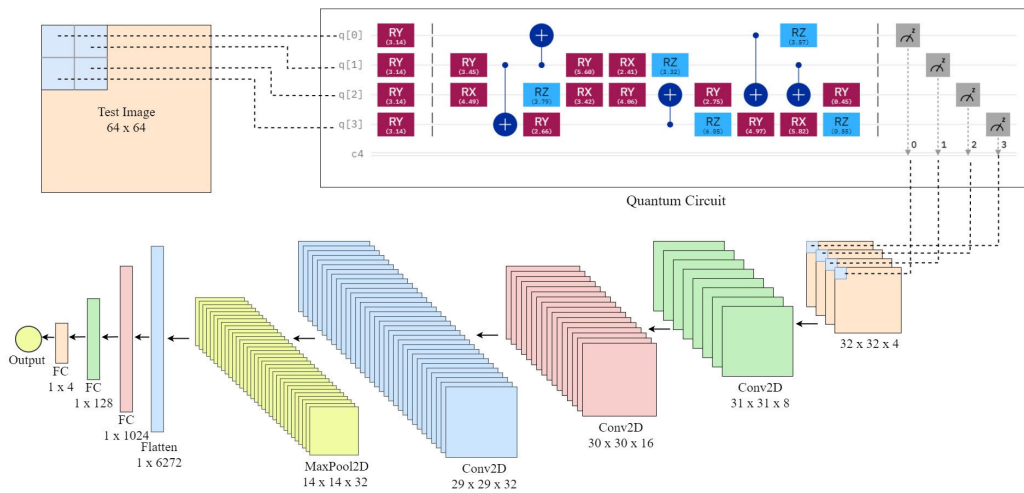 Test Image
64 x 64
q[0] RY (3.14) RZ (2.57) z
q[1] RY (3.14) RY (3.45) RY (5.60) RX (2.41) RZ (3.32) z
q[2] RY (3.14) RX (4.49) RZ (3.79) RX (3.42) RY (4.06) RY (2.75) RY (0.45) z
q[3] RY (3.14) RY (2.66) RZ RY (4.97) RX (5.82) RZ z
c4 0 1 2 3
Quantum Circuit
32 x 32 x 4
Conv2D
31 x 31 x 8
Conv2D
30 x 30 x 16
Conv2D
29 x 29 x 32
MaxPool2D
14 x 14 x 32
Flatten
1 x 6272
FC
1 x 1024
FC
1 x 128
FC
1 x 4
Output